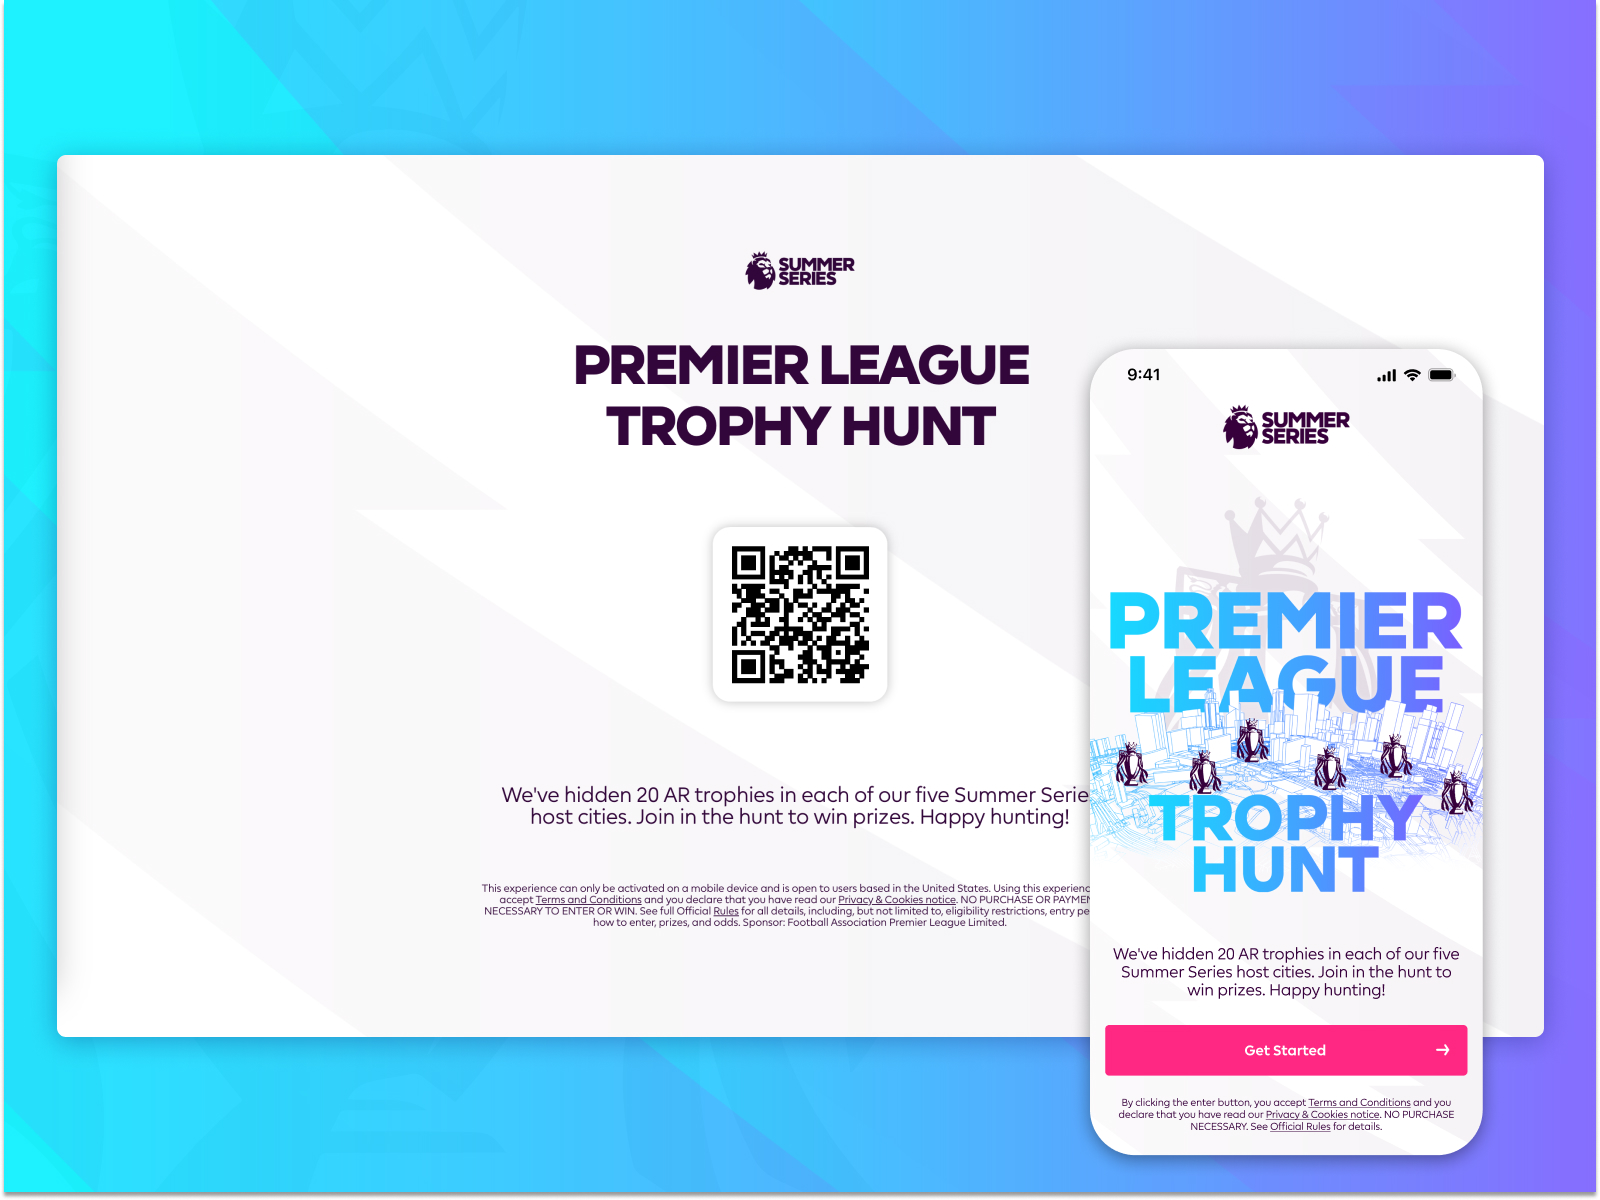 SUMMER
SERIES
PREMIER LEAGUE
TROPHY HUNT
We've hidden 20 AR trophies in each of our five Summer Serie
host cities. Join in the hunt to win prizes. Happy hunting!
This experience can only be activated on a mobile device and is open to users based in the United States. Using this experienc
accept Terms and Conditions and you declare that you have read our Privacy & Cookies notice. NO PURCHASE OR PAYMEN
NECESSARY TO ENTER OR WIN. See full Official Rules for all details, including, but not limited to, eligibility restrictions, entry pe
how to enter, prizes, and odds. Sponsor: Football Association Premier League Limited.
9:41
SUMMER
SERIES
PREMIER
LEAGUE
TROPHY
HUNT
We've hidden 20 AR trophies in each of our five
Summer Series host cities. Join in the hunt to
win prizes. Happy hunting!
Get Started →
By clicking the enter button, you accept Terms and Conditions and you
declare that you have read our Privacy & Cookies notice. NO PURCHASE
NECESSARY. See Official Rules for details.